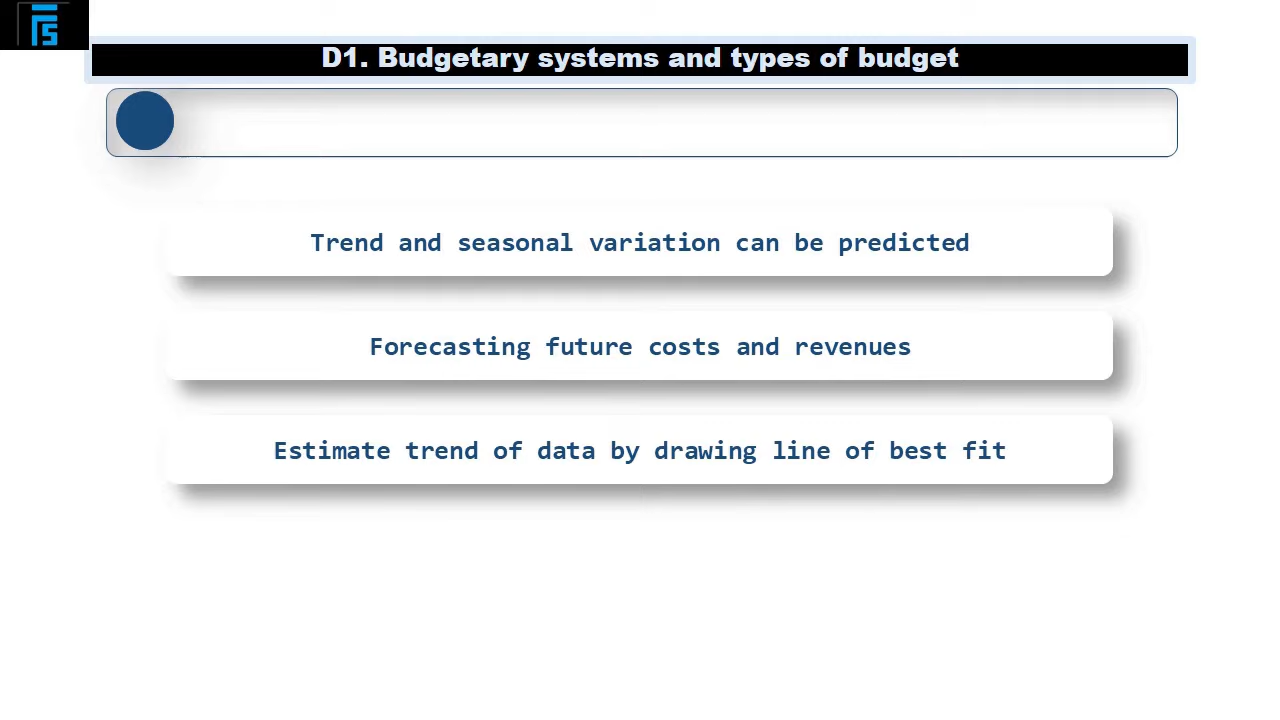 D1. Budgetary systems and types of budget
Trend and seasonal variation can be predicted
Forecasting future costs and revenues
Estimate trend of data by drawing line of best fit